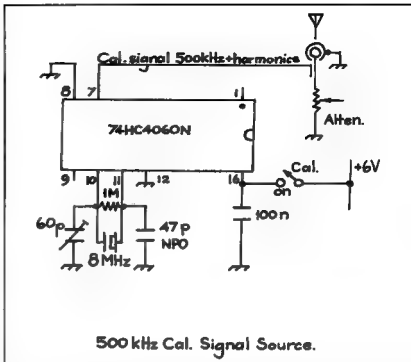 Cal. signal 500kHz+harmonics
8 7 1
74HC4060N
Atten.
9 10 11 12 16
Cal.
+6V
on
1M
60p
47p
NPO
100n
8MHz
500 kHz Cal. Signal Source.